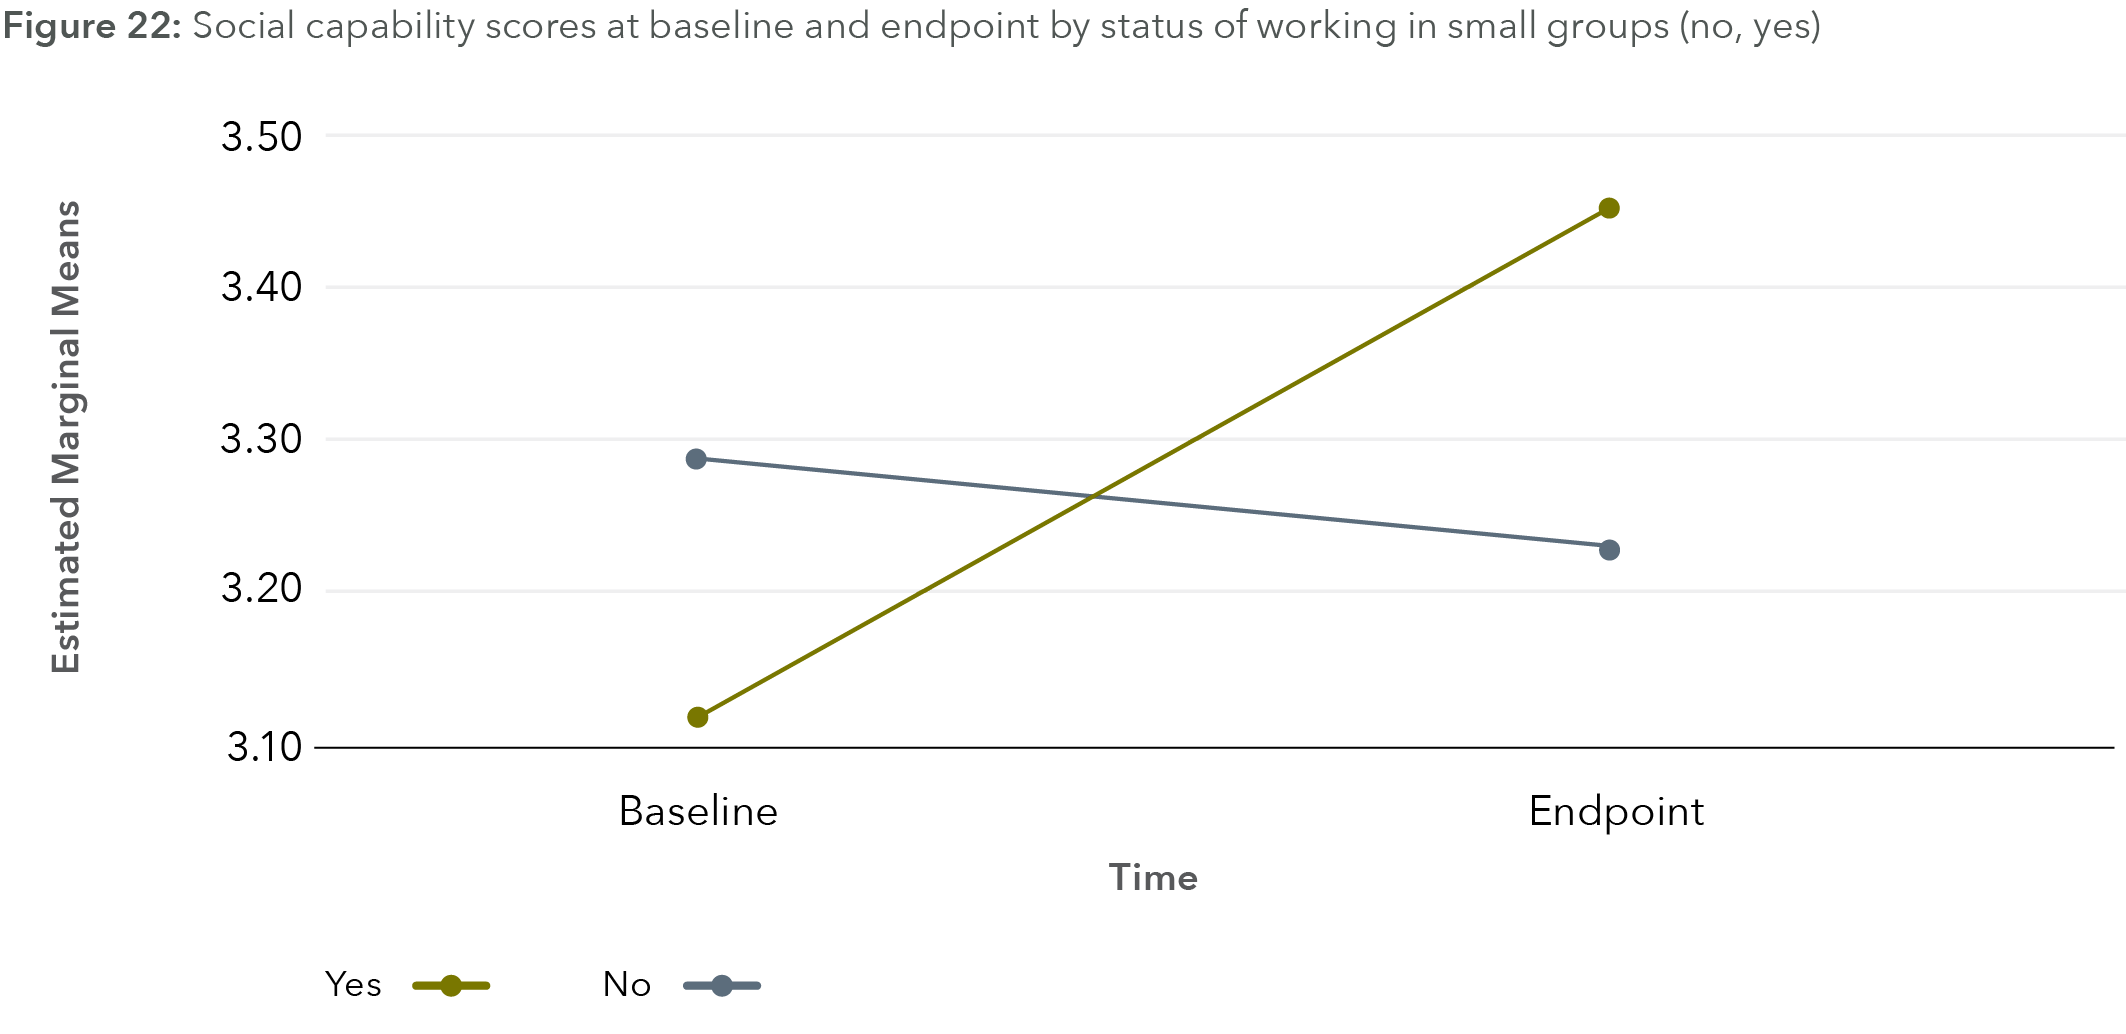 Figure 22: Social capability scores at baseline and endpoint by status of working in small groups (no, yes)
Estimated Marginal Means
3.50
3.40
3.30
3.20
3.10
Baseline Endpoint
Time
Yes No